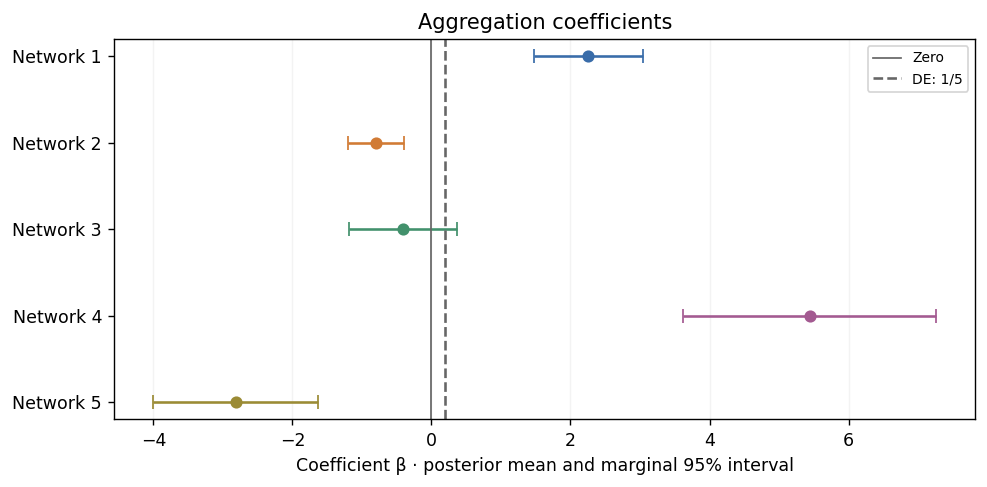 Aggregation coefficients
Network 1
Network 2
Network 3
Network 4
Network 5
Zero
DE: 1/5
−4 −2 0 2 4 6
Coefficient β · posterior mean and marginal 95% interval